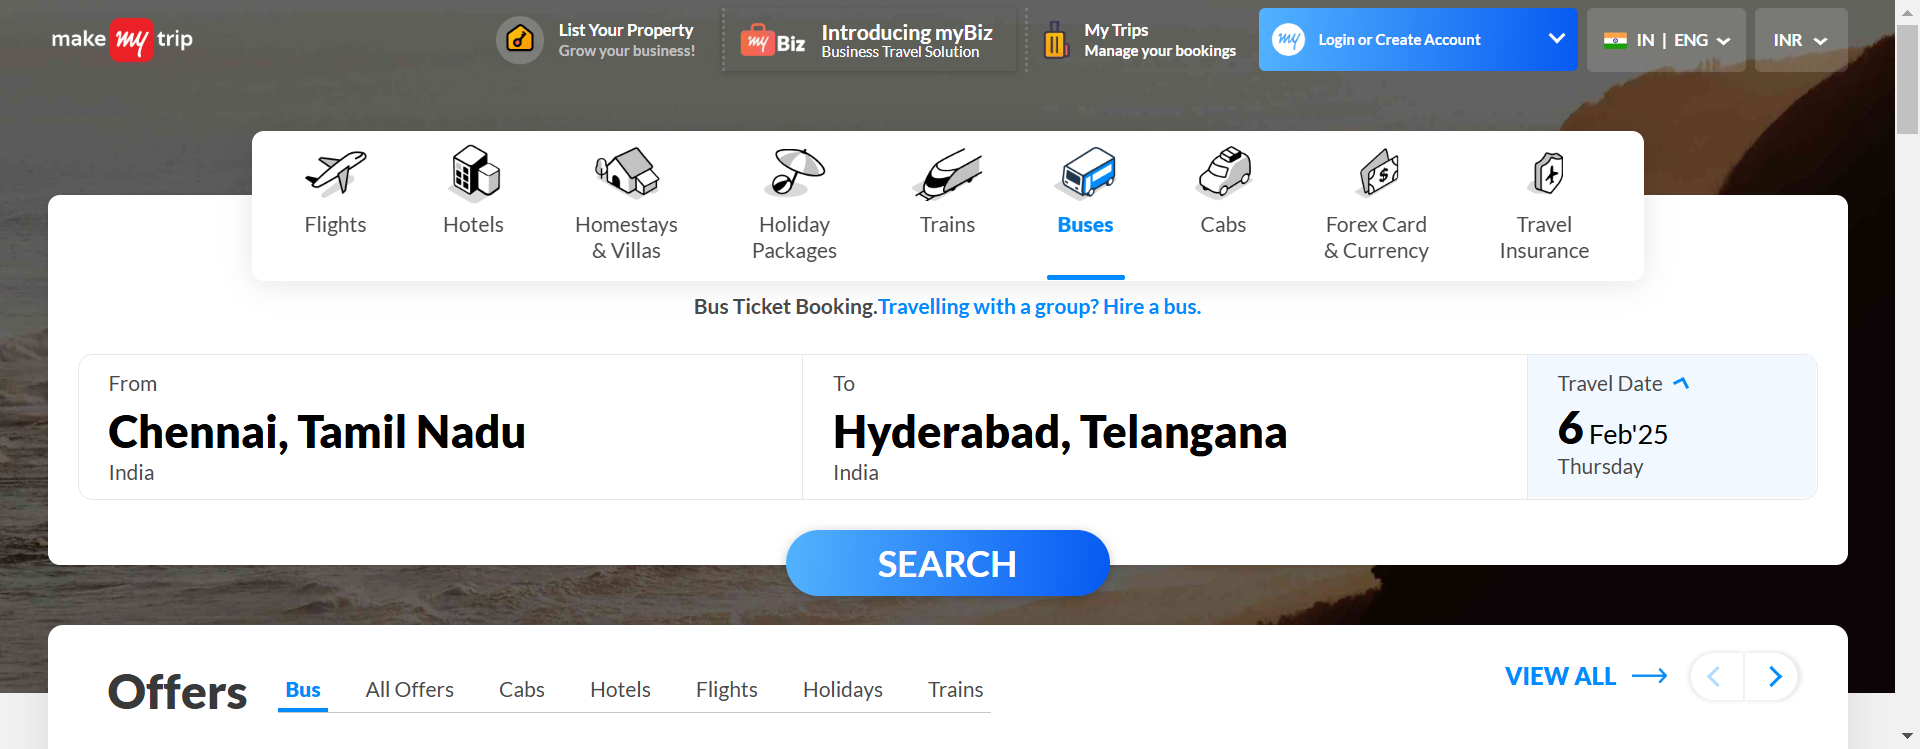 make my trip
List Your Property
Grow your business!
my Biz
Introducing myBiz
Business Travel Solution
My Trips
Manage your bookings
my
Login or Create Account
IN | ENG
INR
Flights
Hotels
Homestays
& Villas
Holiday
Packages
Trains
Buses
Cabs
Forex Card
& Currency
Travel
Insurance
Bus Ticket Booking.Travelling with a group? Hire a bus.
From
Chennai, Tamil Nadu
India
To
Hyderabad, Telangana
India
Travel Date
6 Feb'25
Thursday
SEARCH
Offers
Bus
All Offers
Cabs
Hotels
Flights
Holidays
Trains
VIEW ALL